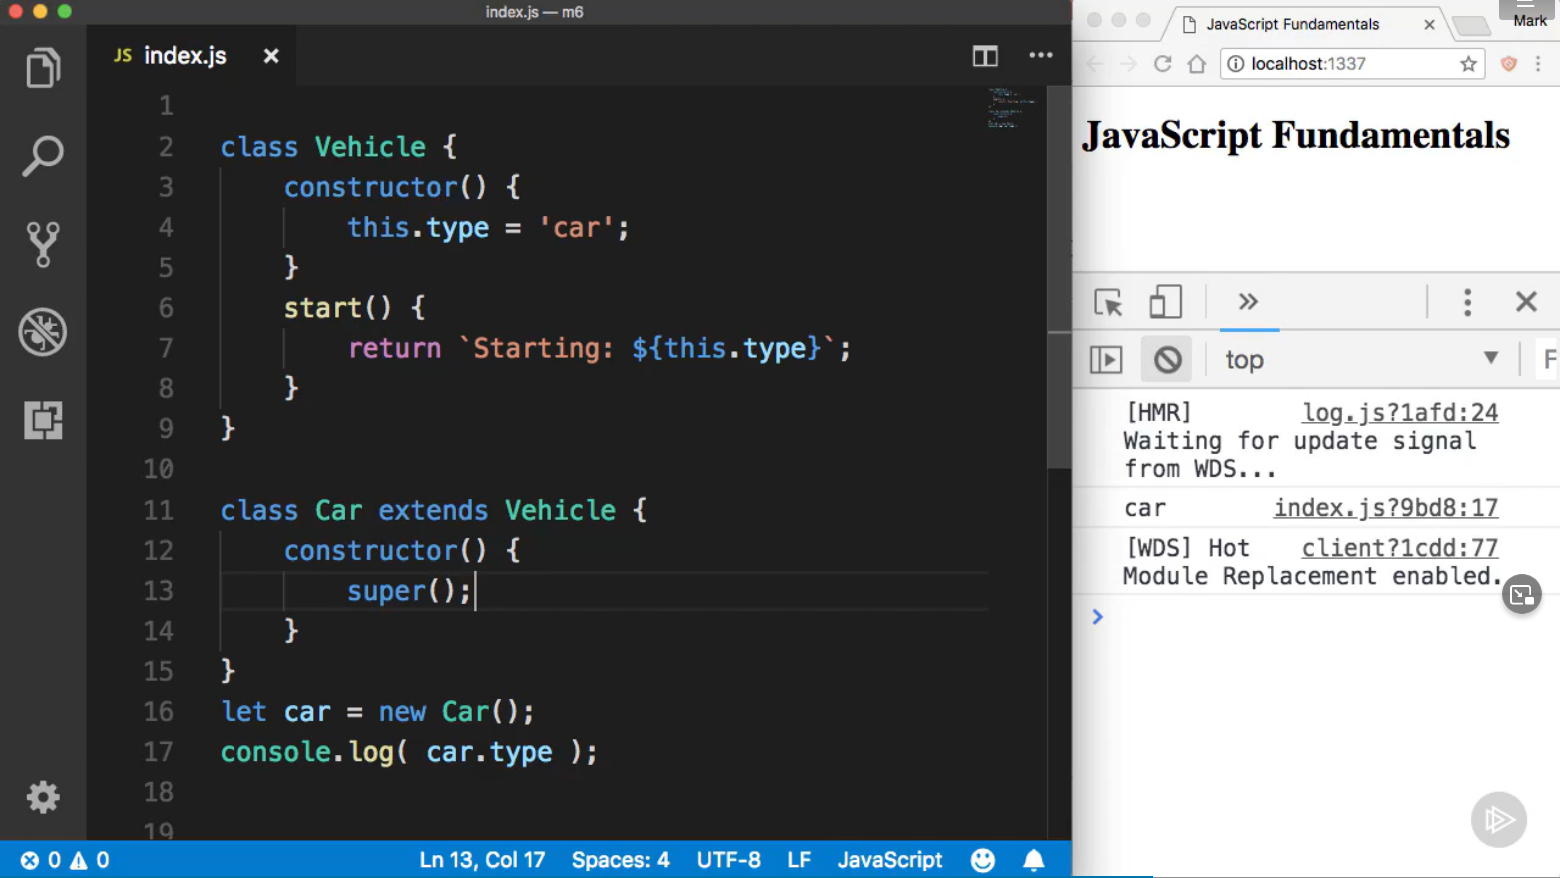 index.js — m6
JS index.js
1
2 class Vehicle {
3 constructor() {
4 this.type = 'car';
5 }
6 start() {
7 return `Starting: ${this.type}`;
8 }
9 }
10
11 class Car extends Vehicle {
12 constructor() {
13 super();
14 }
15 }
16 let car = new Car();
17 console.log( car.type );
18
19
0 0 Ln 13, Col 17 Spaces: 4 UTF-8 LF JavaScript
JavaScript Fundamentals Mark
localhost:1337
JavaScript Fundamentals
top F
[HMR] log.js?1afd:24
Waiting for update signal
from WDS...
car index.js?9bd8:17
[WDS] Hot client?1cdd:77
Module Replacement enabled.